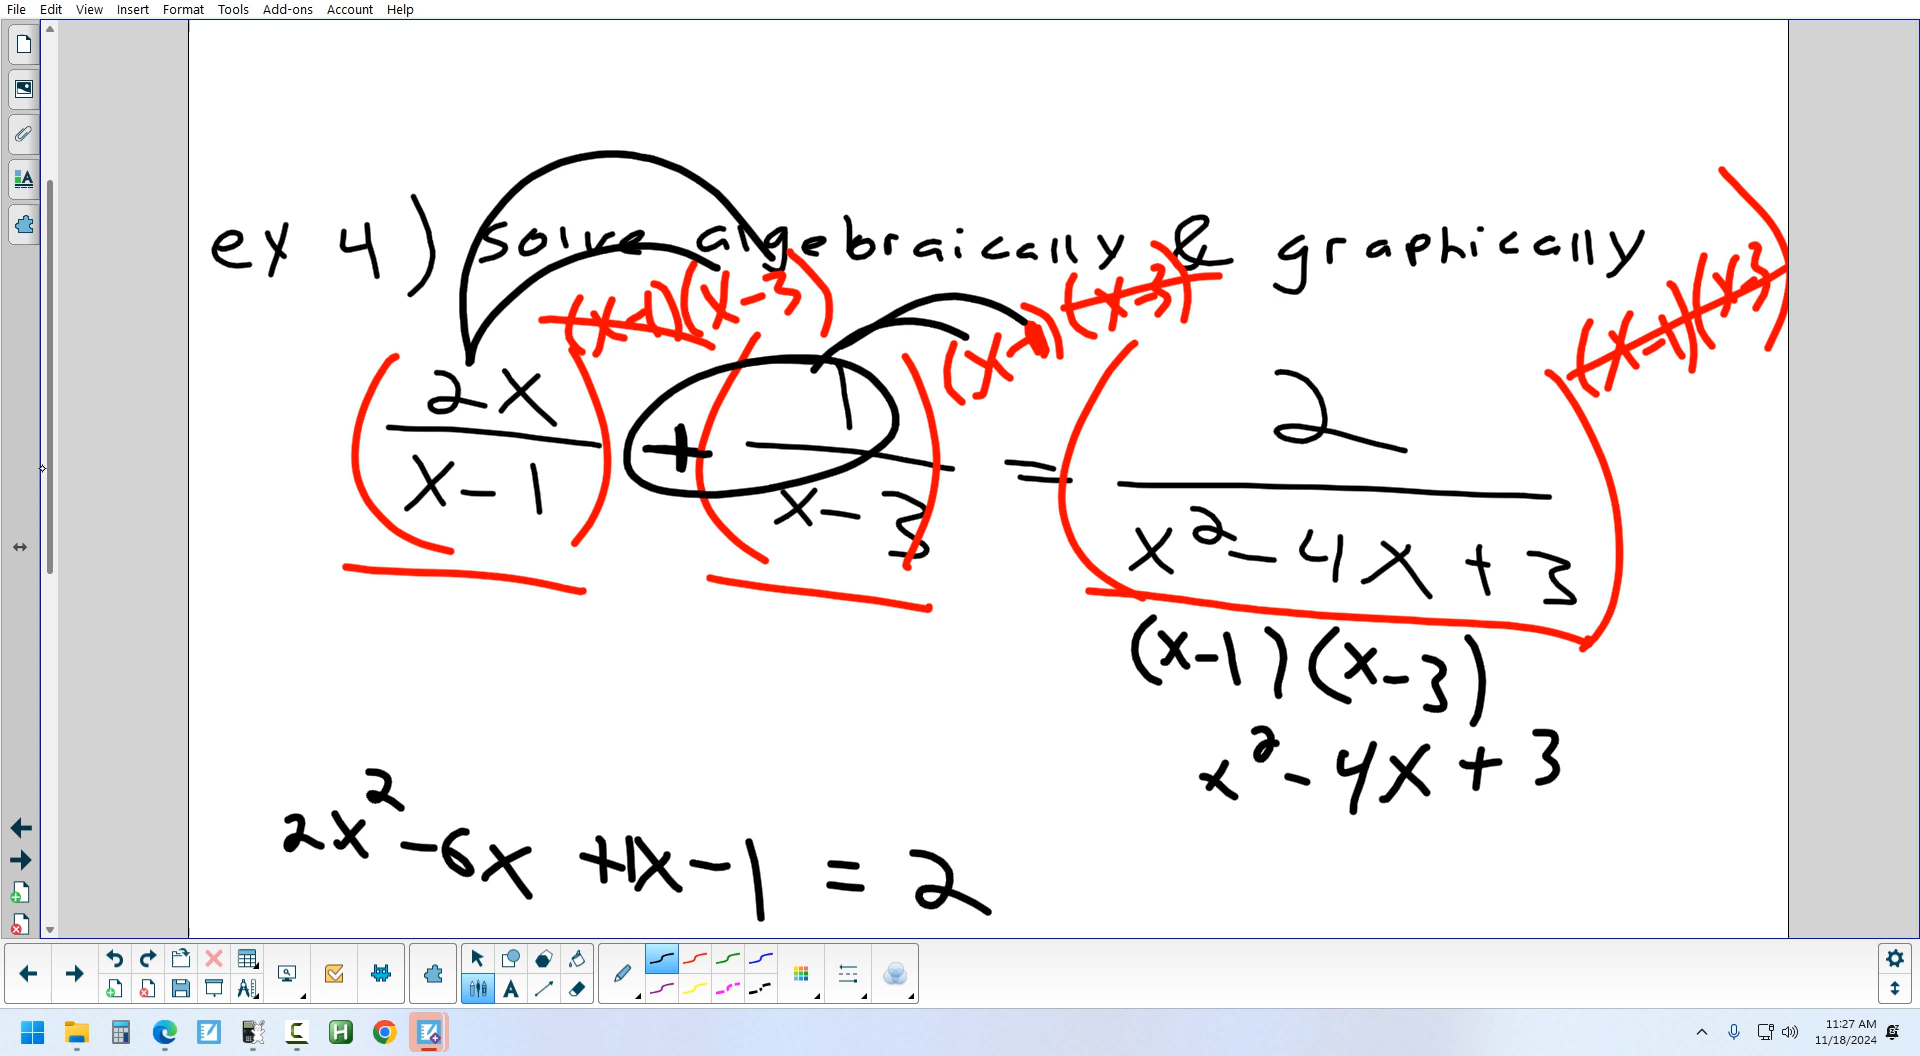 File Edit View Insert Format Tools Add-ons Account Help
ex 4) solve algebraically & graphically
(x-1)(x-3) (x-1)(x-3) (x-1)(x-3)
(2x/(x-1)) + (1/(x-3)) = (2/(x²-4x+3))
(x-1)(x-3)
x²-4x+3
2x²-6x+1x-1=2
11:27 AM
11/18/2024